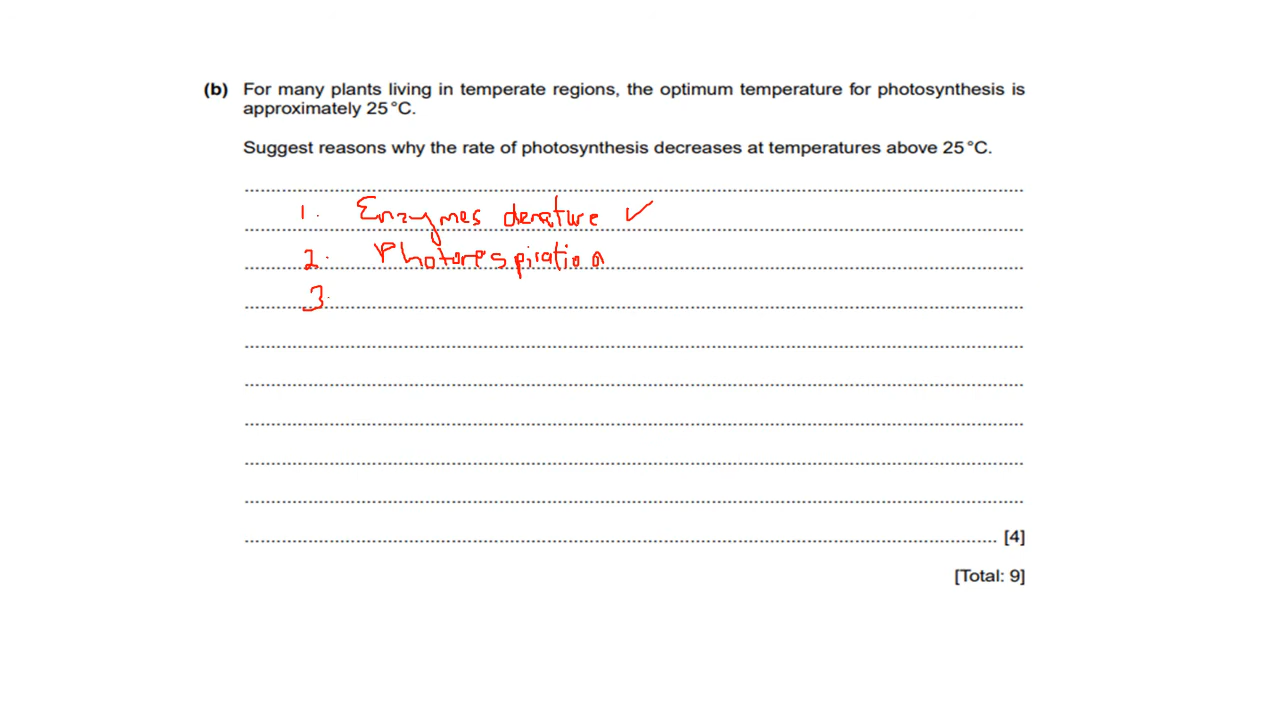 (b) For many plants living in temperate regions, the optimum temperature for photosynthesis is
approximately 25 °C.
Suggest reasons why the rate of photosynthesis decreases at temperatures above 25 °C.
1. Enzymes denature ✓
2. Photorespiration
3.
[4]
[Total: 9]